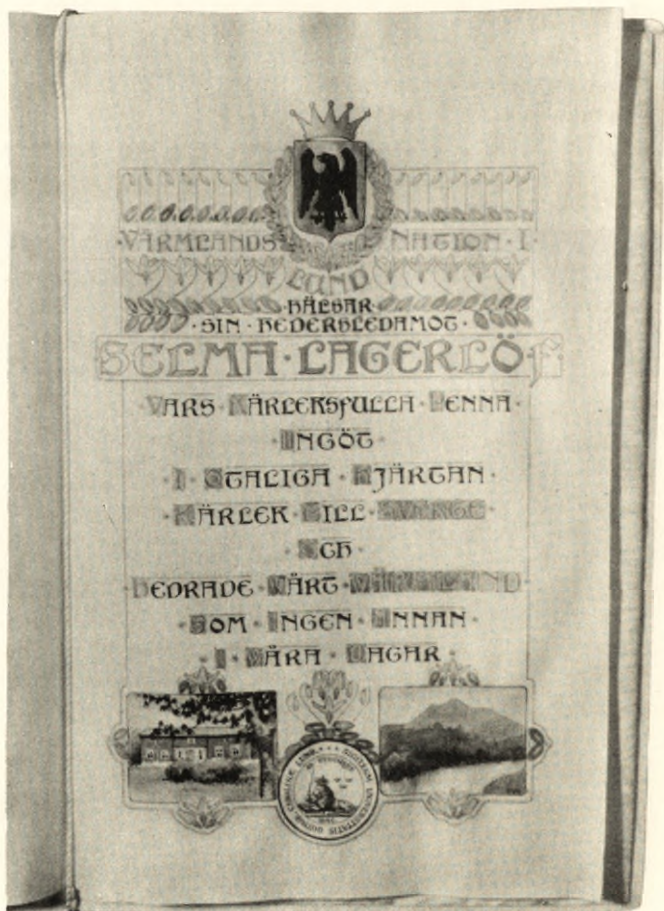 VÄRMLANDS NATION I
LUND
HÄLSAR
SIN HEDERSLEDAMOT
SELMA LAGERLÖF
VARS KÄRLEKSFULLA PENNA
INGÖT
I OTALIGA HJÄRTAN
KÄRLEK TILL SVERGE
OCH
HEDRADE VÅRT VÄRMLAND
SOM INGEN ANNAN
I VÅRA DAGAR